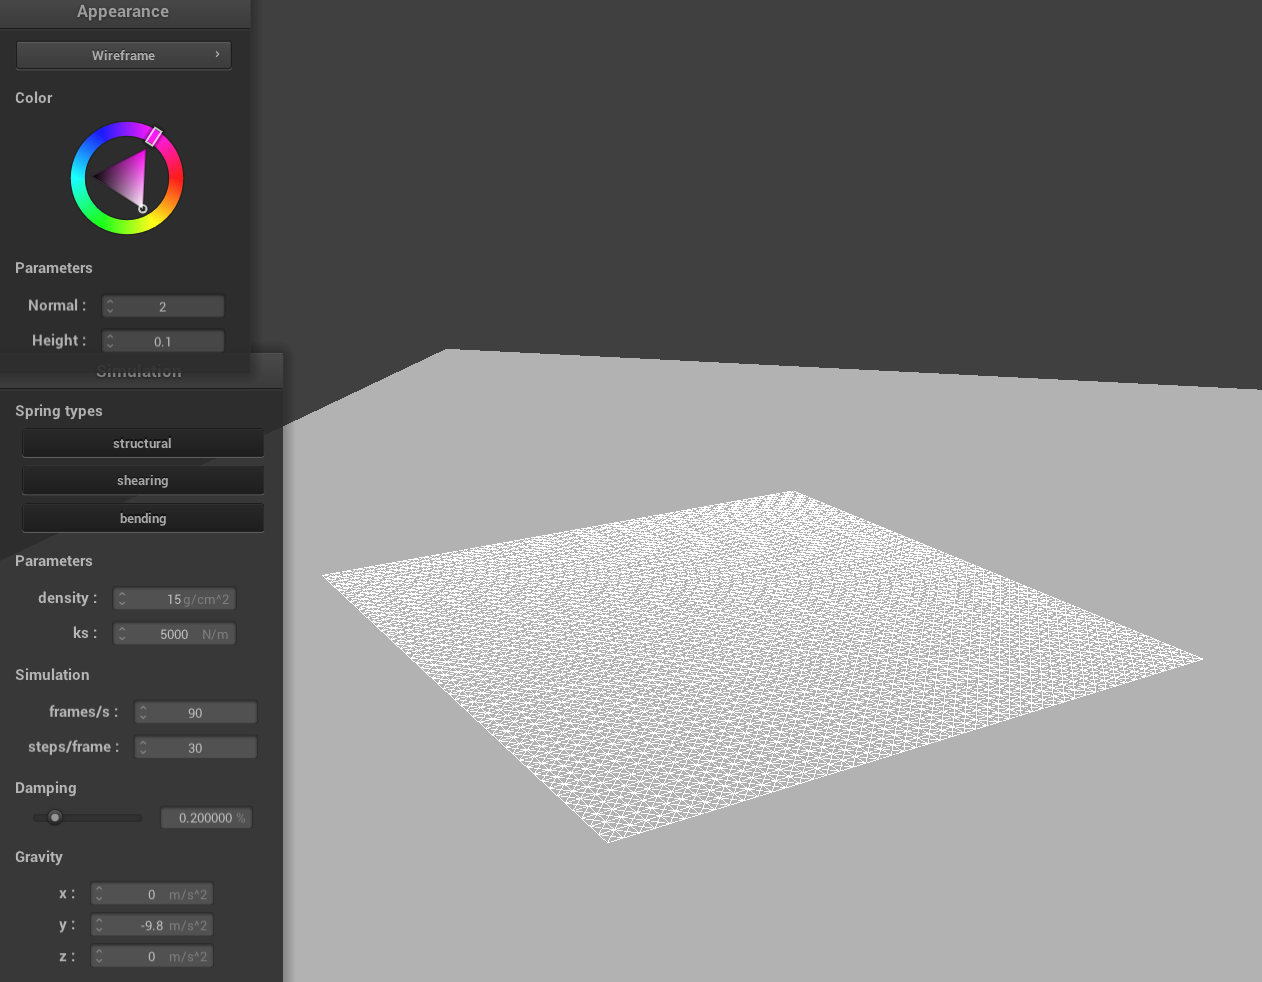 Appearance
Wireframe
Color
Parameters
Normal : 2
Height : 0.1
Simulation
Spring types
structural
shearing
bending
Parameters
density : 15 g/cm^2
ks : 5000 N/m
Simulation
frames/s : 90
steps/frame : 30
Damping
0.200000 %
Gravity
x : 0 m/s^2
y : -9.8 m/s^2
z : 0 m/s^2